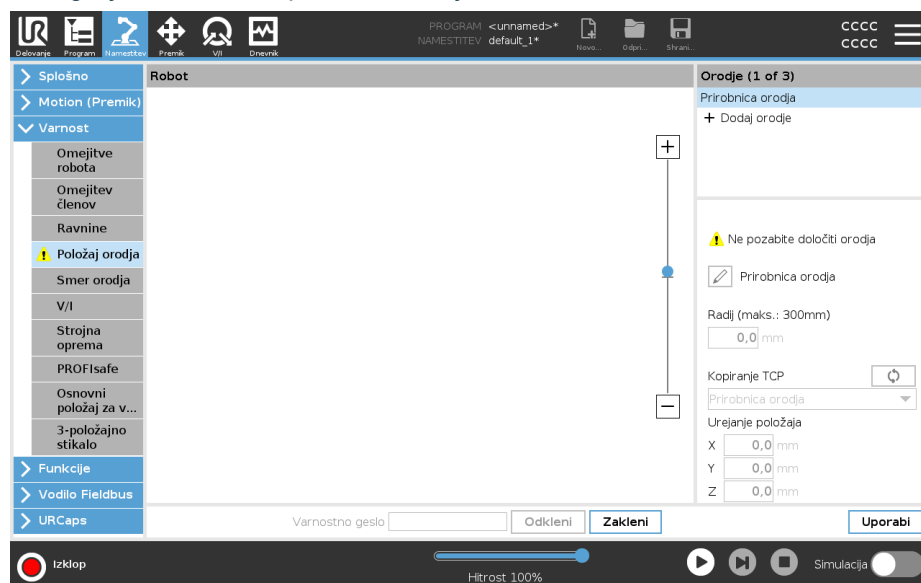 PROGRAM <unnamed>*
NAMESTITEV default_1*
Delovanje
Program
Namestitev
Premik
V/I
Dnevnik
Novo...
Odpri...
Shrani...
cccc
cccc
Splošno
Motion (Premik)
Varnost
Omejitve
robota
Omejitev
členov
Ravnine
Položaj orodja
Smer orodja
V/I
Strojna
oprema
PROFIsafe
Osnovni
položaj za v...
3-položajno
stikalo
Funkcije
Vodilo Fieldbus
URCaps
Robot
+
−
Orodje (1 of 3)
Prirobnica orodja
+ Dodaj orodje
Ne pozabite določiti orodja
Prirobnica orodja
Radij (maks.: 300mm)
0,0 mm
Kopiranje TCP
Prirobnica orodja
Urejanje položaja
X 0,0 mm
Y 0,0 mm
Z 0,0 mm
Varnostno geslo
Odkleni
Zakleni
Uporabi
Izklop
Hitrost 100%
Simulacija